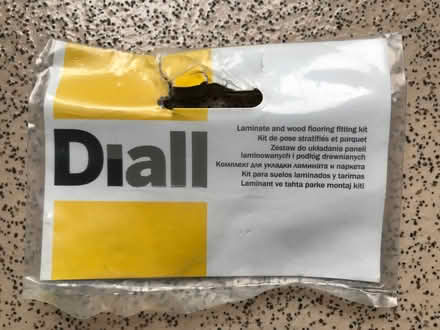 Diall
Laminate and wood flooring fitting kit
Kit de pose stratifiés et parquet
Zestaw do układania paneli
laminowanych i podłóg drewnianych
Комплект для укладки ламината и паркета
Kit para suelos laminados y tarimas
Laminant ve tahta parke montaj kiti